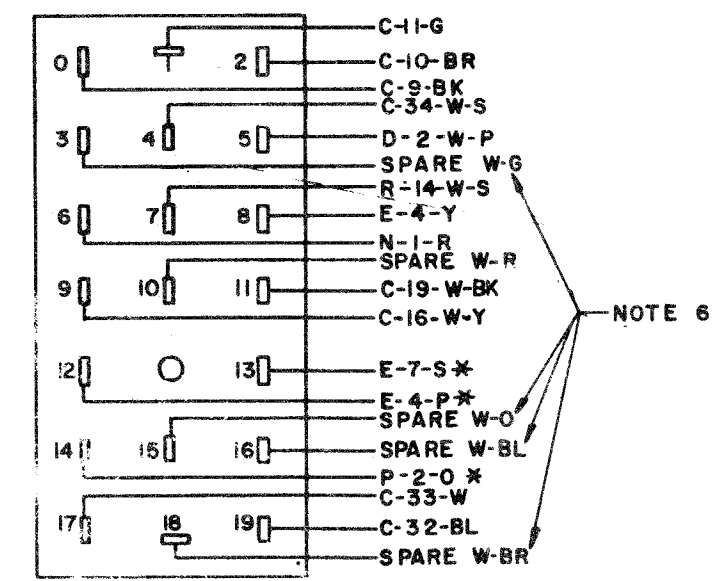 C-11-G
0 2 C-10-BR
C-9-BK
C-34-W-S
3 4 5 D-2-W-P
SPARE W-G
R-14-W-S
6 7 8 E-4-Y
N-1-R
SPARE W-R
9 10 11 C-19-W-BK
C-16-W-Y
NOTE 6
12 13 E-7-S*
E-4-P*
SPARE W-O
14 15 16 SPARE W-BL
P-2-O *
C-33-W
17 18 19 C-32-BL
SPARE W-BR